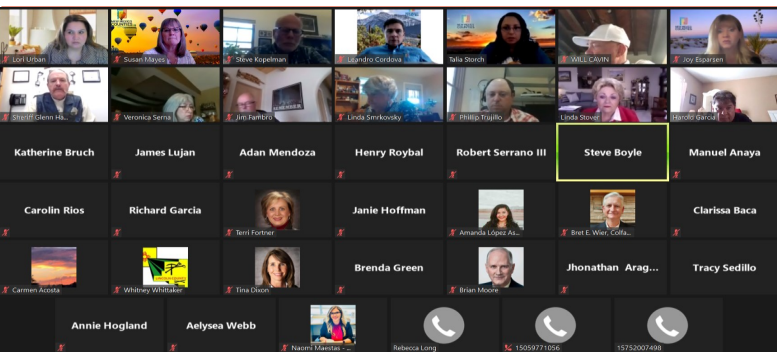 Lori Urban
Susan Mayes
Steve Kopelman
Leandro Cordova
Talia Storch
WILL CAVIN
Joy Esparsen
Sheriff Glenn Ha...
Veronica Serna
Jim Fambro
Linda Smrkovsky
Phillip Trujillo
Linda Stover
Harold Garcia
Katherine Bruch
James Lujan
Adan Mendoza
Henry Roybal
Robert Serrano III
Steve Boyle
Manuel Anaya
Carolin Rios
Richard Garcia
Terri Fortner
Janie Hoffman
Amanda López As...
Bret E. Wier, Colfa...
Clarissa Baca
Carmen Acosta
Whitney Whittaker
Tina Dixon
Brenda Green
Brian Moore
Jhonathan Arag...
Tracy Sedillo
Annie Hogland
Aelysea Webb
Naomi Maestas - ...
Rebecca Long
15059771056
15752007498